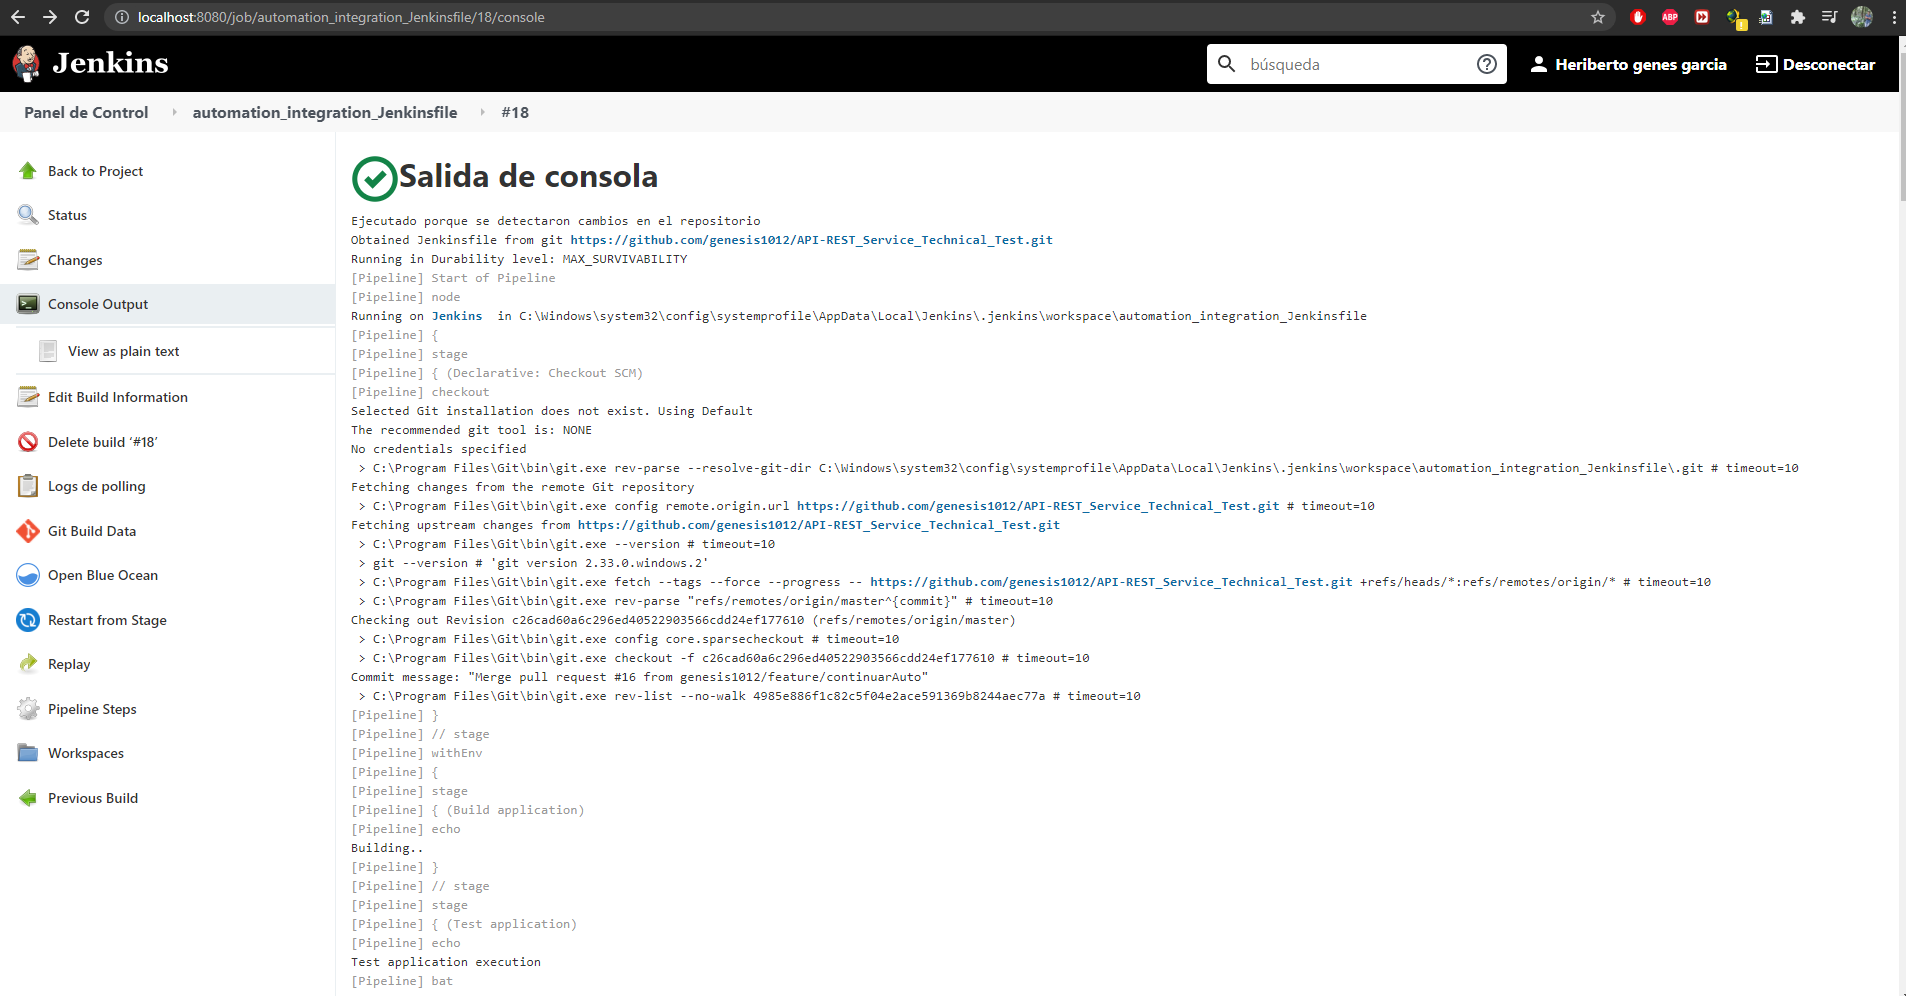 localhost:8080/job/automation_integration_Jenkinsfile/18/console
ABP
Jenkins
búsqueda
Heriberto genes garcia
Desconectar
Panel de Control
automation_integration_Jenkinsfile
#18
Back to Project
Status
Changes
Console Output
View as plain text
Edit Build Information
Delete build ‘#18’
Logs de polling
Git Build Data
Open Blue Ocean
Restart from Stage
Replay
Pipeline Steps
Workspaces
Previous Build
Salida de consola
Ejecutado porque se detectaron cambios en el repositorio
Obtained Jenkinsfile from git https://github.com/genesis1012/API-REST_Service_Technical_Test.git
Running in Durability level: MAX_SURVIVABILITY
[Pipeline] Start of Pipeline
[Pipeline] node
Running on Jenkins in C:\Windows\system32\config\systemprofile\AppData\Local\Jenkins\.jenkins\workspace\automation_integration_Jenkinsfile
[Pipeline] {
[Pipeline] stage
[Pipeline] { (Declarative: Checkout SCM)
[Pipeline] checkout
Selected Git installation does not exist. Using Default
The recommended git tool is: NONE
No credentials specified
> C:\Program Files\Git\bin\git.exe rev-parse --resolve-git-dir C:\Windows\system32\config\systemprofile\AppData\Local\Jenkins\.jenkins\workspace\automation_integration_Jenkinsfile\.git # timeout=10
Fetching changes from the remote Git repository
> C:\Program Files\Git\bin\git.exe config remote.origin.url https://github.com/genesis1012/API-REST_Service_Technical_Test.git # timeout=10
Fetching upstream changes from https://github.com/genesis1012/API-REST_Service_Technical_Test.git
> C:\Program Files\Git\bin\git.exe --version # timeout=10
> git --version # 'git version 2.33.0.windows.2'
> C:\Program Files\Git\bin\git.exe fetch --tags --force --progress -- https://github.com/genesis1012/API-REST_Service_Technical_Test.git +refs/heads/*:refs/remotes/origin/* # timeout=10
> C:\Program Files\Git\bin\git.exe rev-parse "refs/remotes/origin/master^{commit}" # timeout=10
Checking out Revision c26cad60a6c296ed40522903566cdd24ef177610 (refs/remotes/origin/master)
> C:\Program Files\Git\bin\git.exe config core.sparsecheckout # timeout=10
> C:\Program Files\Git\bin\git.exe checkout -f c26cad60a6c296ed40522903566cdd24ef177610 # timeout=10
Commit message: "Merge pull request #16 from genesis1012/feature/continuarAuto"
> C:\Program Files\Git\bin\git.exe rev-list --no-walk 4985e886f1c82c5f04e2ace591369b8244aec77a # timeout=10
[Pipeline] }
[Pipeline] // stage
[Pipeline] withEnv
[Pipeline] {
[Pipeline] stage
[Pipeline] { (Build application)
[Pipeline] echo
Building..
[Pipeline] }
[Pipeline] // stage
[Pipeline] stage
[Pipeline] { (Test application)
[Pipeline] echo
Test application execution
[Pipeline] bat